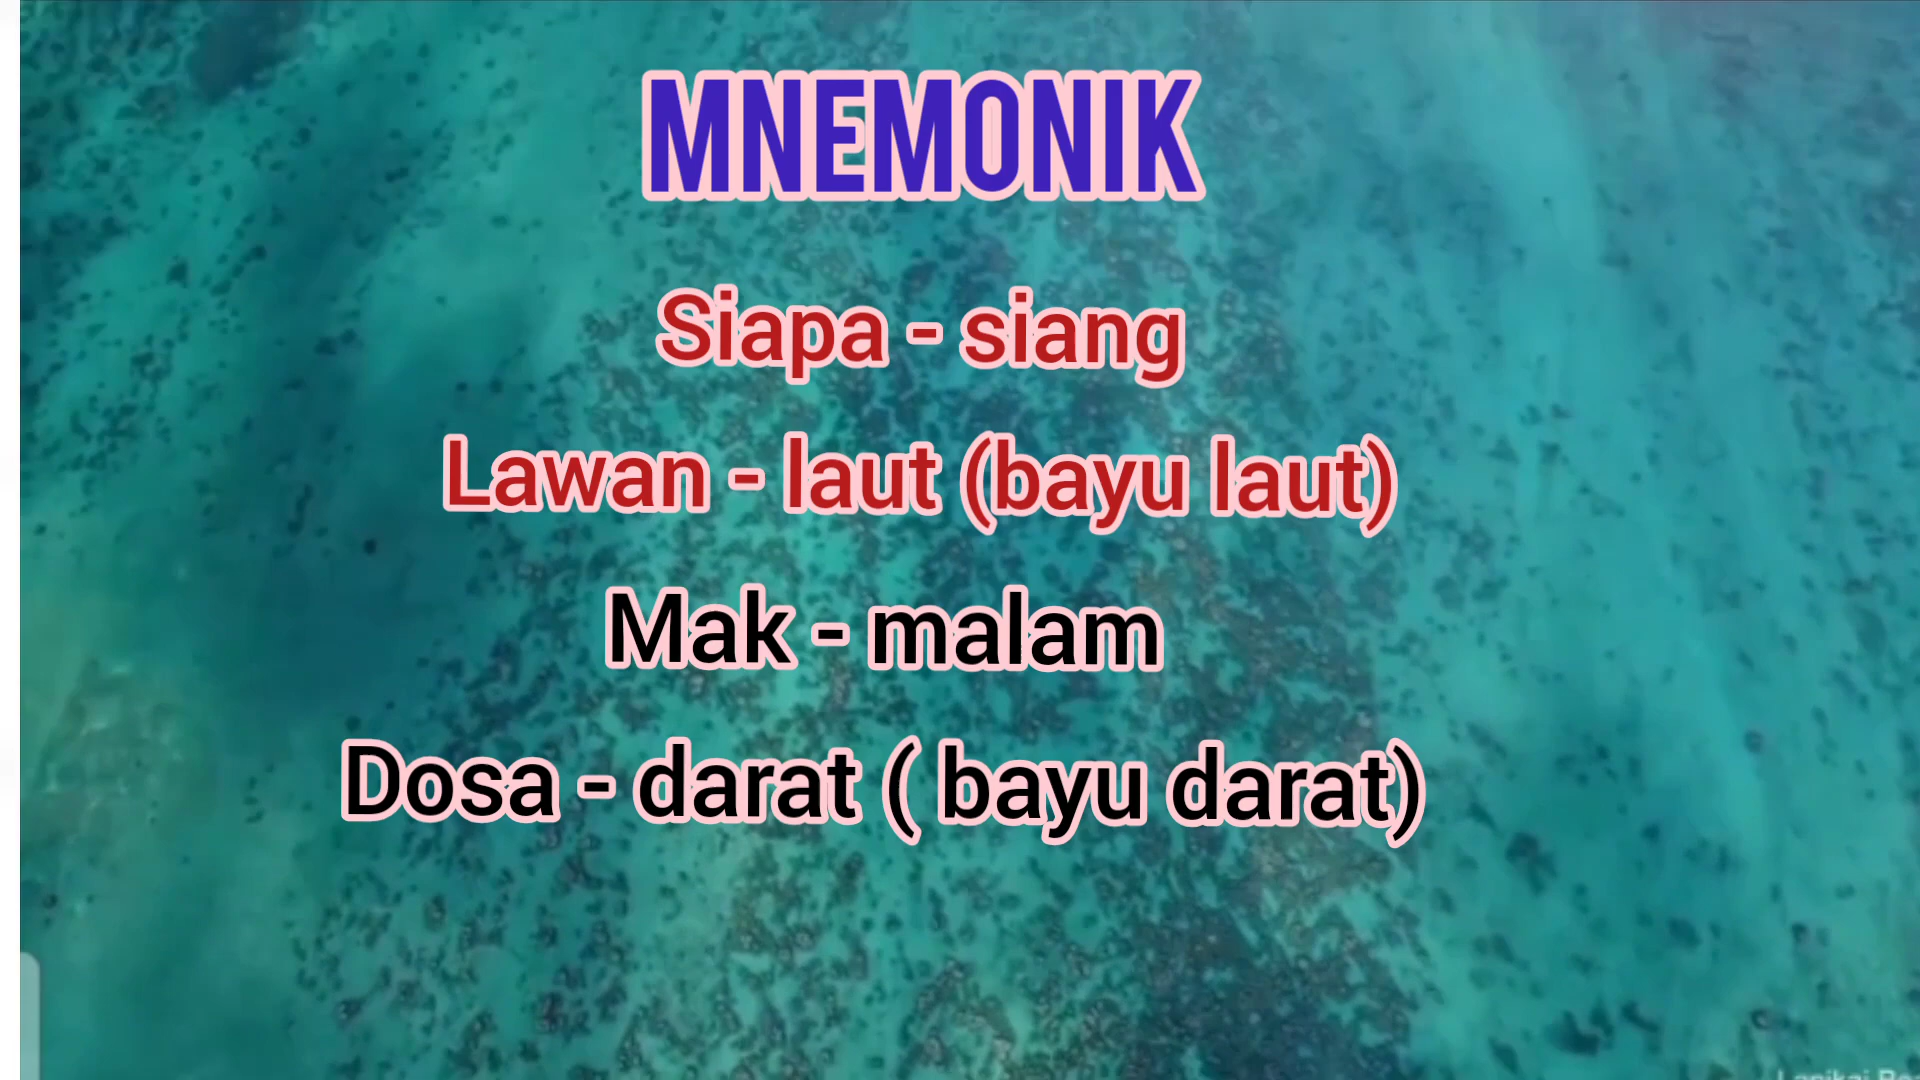 MNEMONIK
Siapa - siang
Lawan - laut (bayu laut)
Mak - malam
Dosa - darat ( bayu darat)